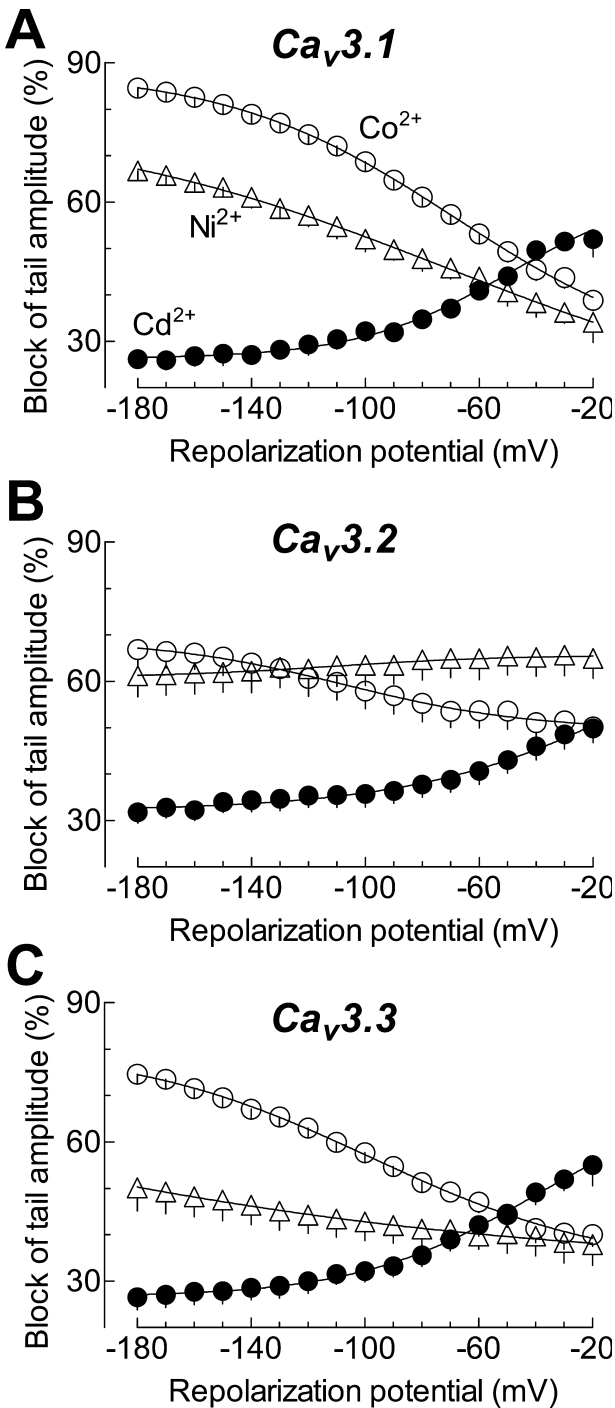 A
Cav3.1
Block of tail amplitude (%)
90
60
30
Co2+
Ni2+
Cd2+
-180 -140 -100 -60 -20
Repolarization potential (mV)
B
Cav3.2
Block of tail amplitude (%)
90
60
30
-180 -140 -100 -60 -20
Repolarization potential (mV)
C
Cav3.3
Block of tail amplitude (%)
90
60
30
-180 -140 -100 -60 -20
Repolarization potential (mV)